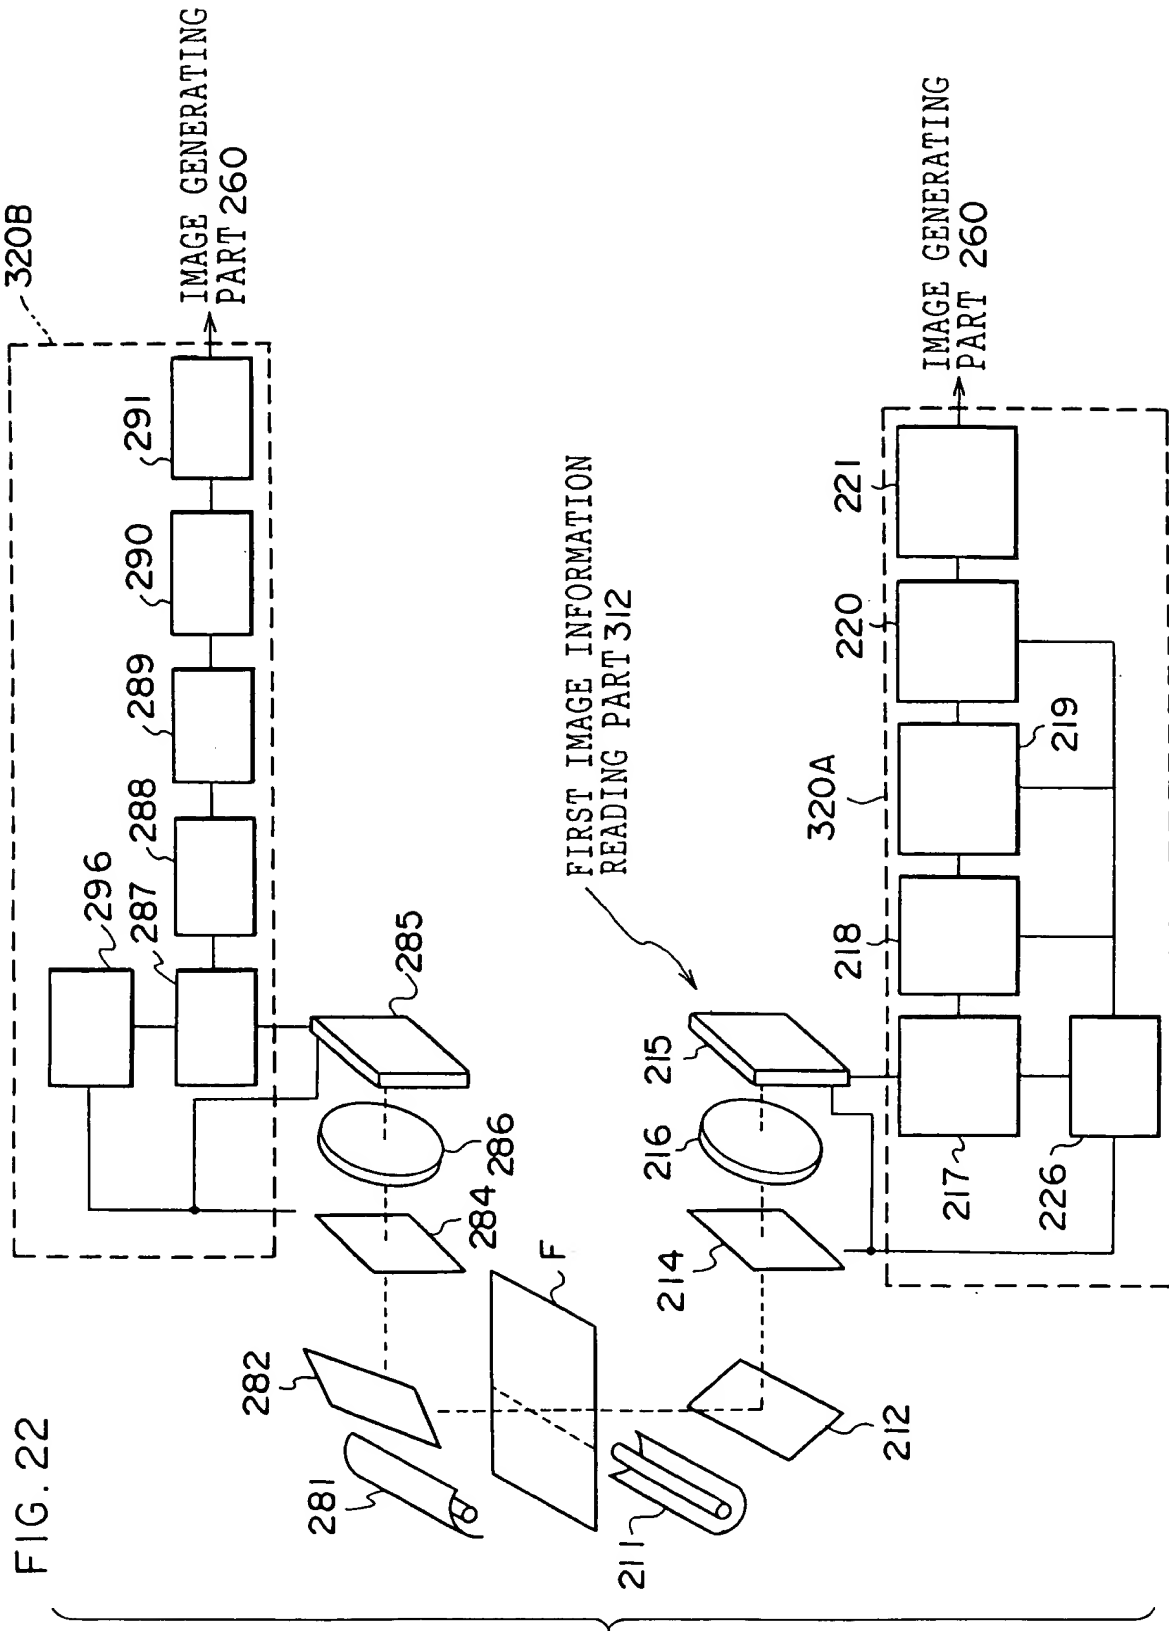 FIG. 22
320B
IMAGE GENERATING
PART 260
291
290
289
288
287
296
285
286
284
282
281
F
FIRST IMAGE INFORMATION
READING PART 312
215
216
214
212
211
IMAGE GENERATING
PART 260
221
220
219
320A
218
217
226